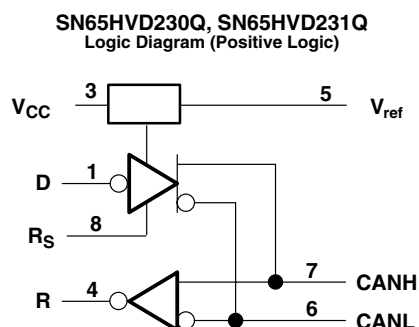 SN65HVD230Q, SN65HVD231Q
Logic Diagram (Positive Logic)
VCC 3 5 Vref
D 1
RS 8
7 CANH
R 4
6 CANL